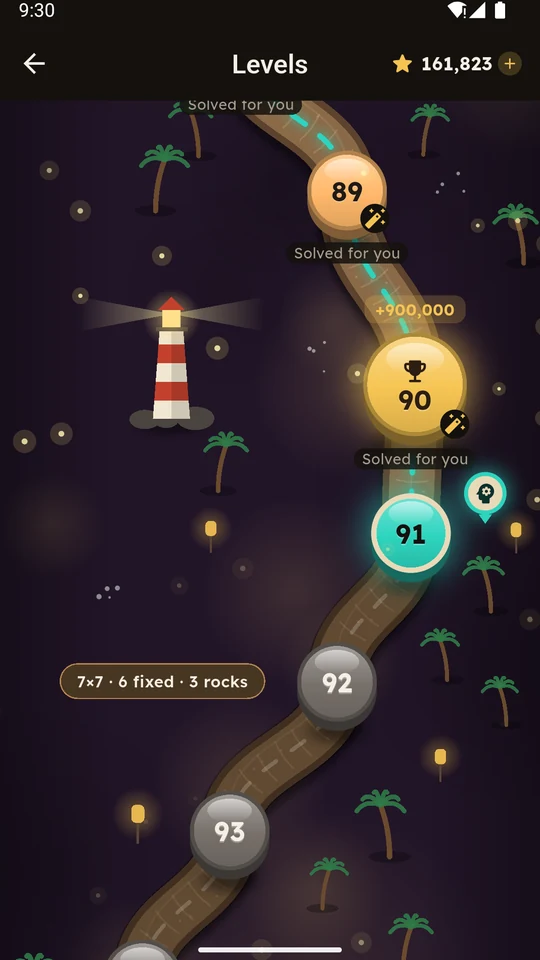 9:30
Levels
161,823 +
Solved for you
89
Solved for you
+900,000
90
Solved for you
91
7×7 · 6 fixed · 3 rocks
92
93